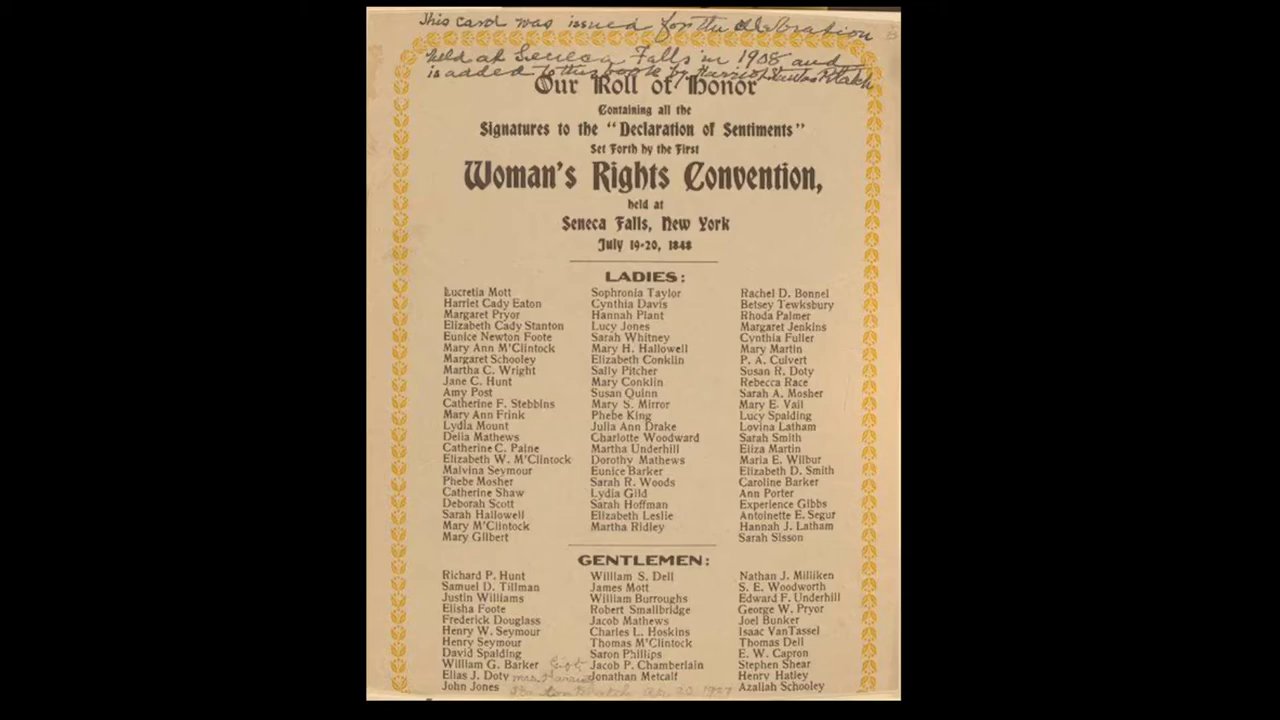 This card was issued for the celebration
held at Seneca Falls in 1908 and
is added to this book by Harriot Stanton Blatch
Our Roll of Honor
Containing all the
Signatures to the "Declaration of Sentiments"
Set Forth by the First
Woman's Rights Convention,
held at
Seneca Falls, New York
July 19-20, 1848
LADIES:
Lucretia Mott
Harriet Cady Eaton
Margaret Pryor
Elizabeth Cady Stanton
Eunice Newton Foote
Mary Ann M'Clintock
Margaret Schooley
Martha C. Wright
Jane C. Hunt
Amy Post
Catherine F. Stebbins
Mary Ann Frink
Lydia Mount
Delia Mathews
Catherine C. Paine
Elizabeth W. M'Clintock
Malvina Seymour
Phebe Mosher
Catherine Shaw
Deborah Scott
Sarah Hallowell
Mary M'Clintock
Mary Gilbert
Sophronia Taylor
Cynthia Davis
Hannah Plant
Lucy Jones
Sarah Whitney
Mary H. Hallowell
Elizabeth Conklin
Sally Pitcher
Mary Conklin
Susan Quinn
Mary S. Mirror
Phebe King
Julia Ann Drake
Charlotte Woodward
Martha Underhill
Dorothy Mathews
Eunice Barker
Sarah R. Woods
Lydia Gild
Sarah Hoffman
Elizabeth Leslie
Martha Ridley
Rachel D. Bonnel
Betsey Tewksbury
Rhoda Palmer
Margaret Jenkins
Cynthia Fuller
Mary Martin
P. A. Culvert
Susan R. Doty
Rebecca Race
Sarah A. Mosher
Mary E. Vail
Lucy Spalding
Lovina Latham
Sarah Smith
Eliza Martin
Maria E. Wilbur
Elizabeth D. Smith
Caroline Barker
Ann Porter
Experience Gibbs
Antoinette E. Segur
Hannah J. Latham
Sarah Sisson
GENTLEMEN:
Richard P. Hunt
Samuel D. Tillman
Justin Williams
Elisha Foote
Frederick Douglass
Henry W. Seymour
Henry Seymour
David Spalding
William G. Barker
Elias J. Doty
John Jones
William S. Dell
James Mott
William Burroughs
Robert Smallbridge
Jacob Mathews
Charles L. Hoskins
Thomas M'Clintock
Saron Phillips
Jacob P. Chamberlain
Jonathan Metcalf
Nathan J. Milliken
S. E. Woodworth
Edward F. Underhill
George W. Pryor
Joel Bunker
Isaac VanTassel
Thomas Dell
E. W. Capron
Stephen Shear
Henry Hatley
Azaliah Schooley
Gift
Mrs. Harriot
Stanton Blatch